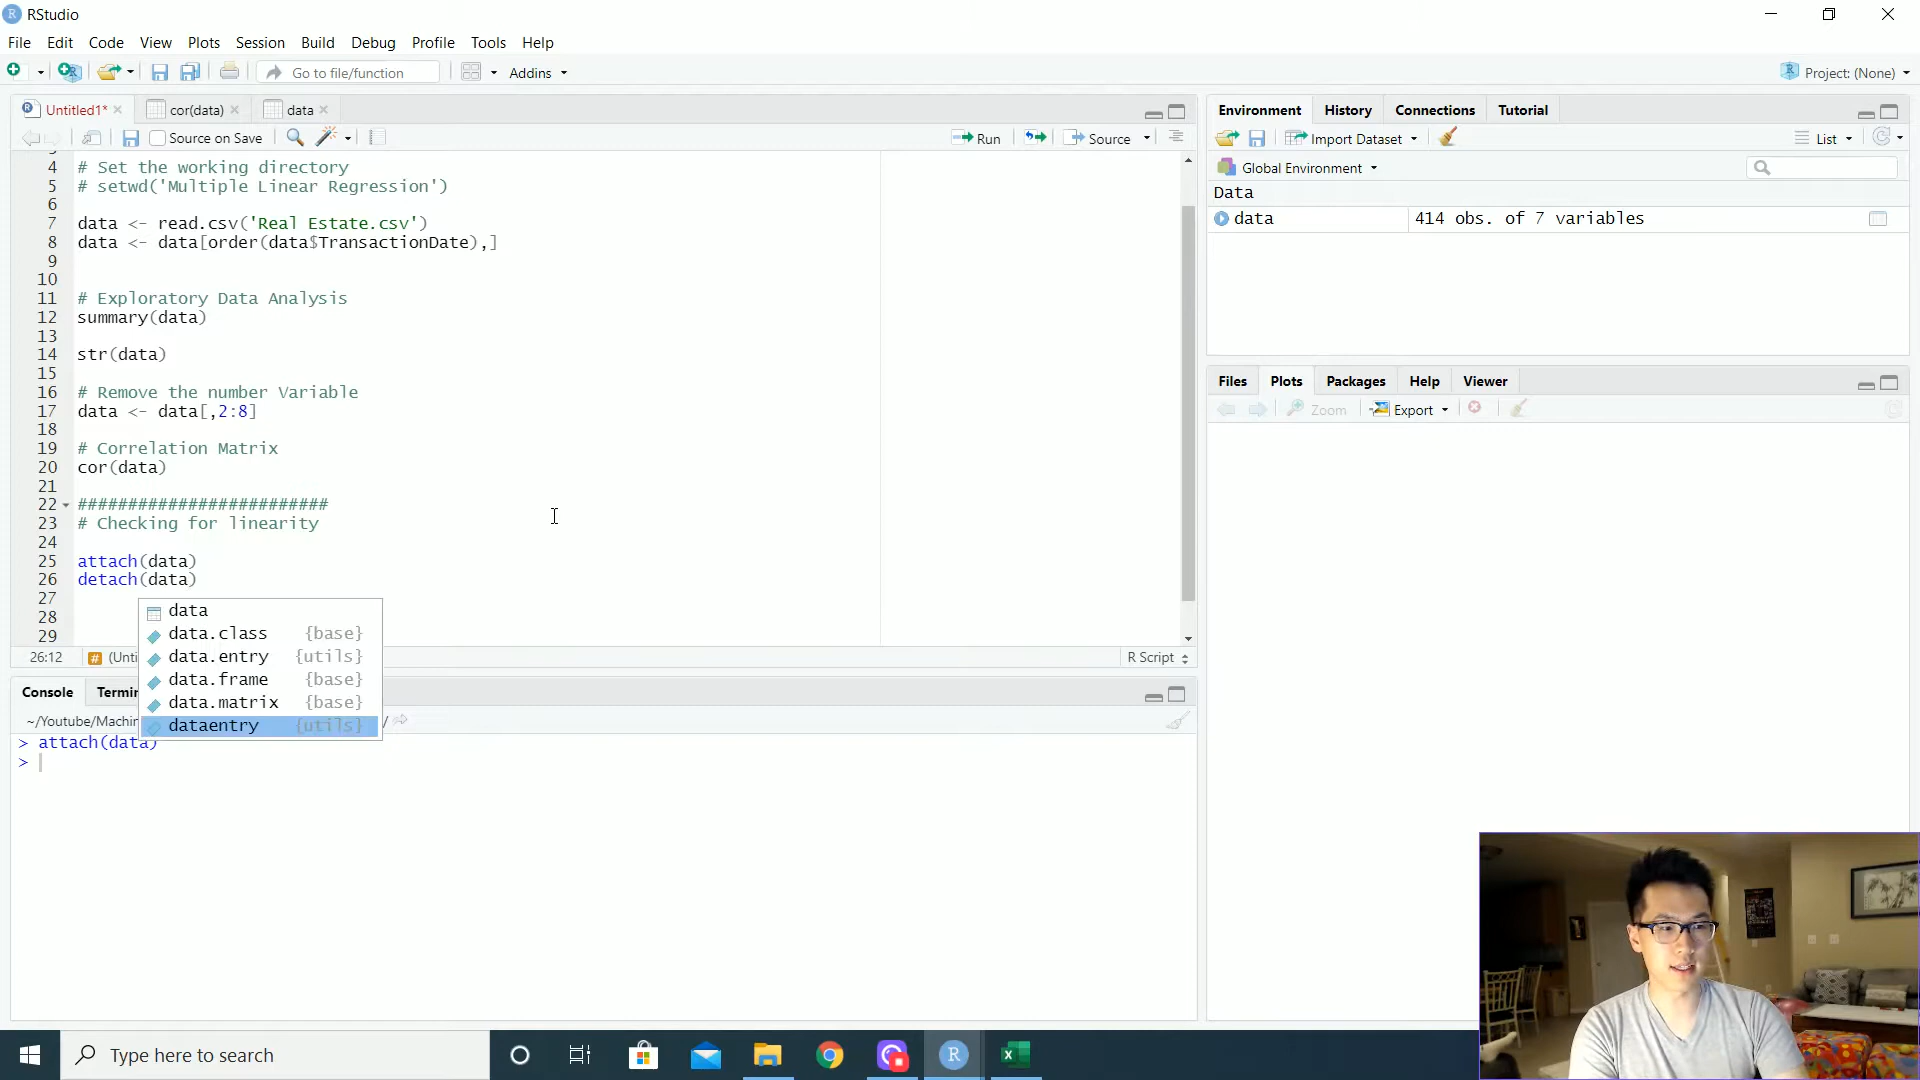 RStudio
File Edit Code View Plots Session Build Debug Profile Tools Help
Go to file/function Addins Project: (None)
Untitled1* cor(data) data
Source on Save Run Source
4 # Set the working directory
5 # setwd('Multiple Linear Regression')
6
7 data <- read.csv('Real Estate.csv')
8 data <- data[order(data$TransactionDate),]
9
10
11 # Exploratory Data Analysis
12 summary(data)
13
14 str(data)
15
16 # Remove the number Variable
17 data <- data[,2:8]
18
19 # Correlation Matrix
20 cor(data)
21
22 #########################
23 # Checking for linearity
24
25 attach(data)
26 detach(data)
27
28
29
data
data.class {base}
data.entry {utils}
data.frame {base}
data.matrix {base}
dataentry {utils}
26:12 # (Unti R Script
Console Termin
~/Youtube/Machin /
> attach(data)
>
Environment History Connections Tutorial
Import Dataset List
Global Environment
Data
data 414 obs. of 7 variables
Files Plots Packages Help Viewer
Zoom Export
Type here to search